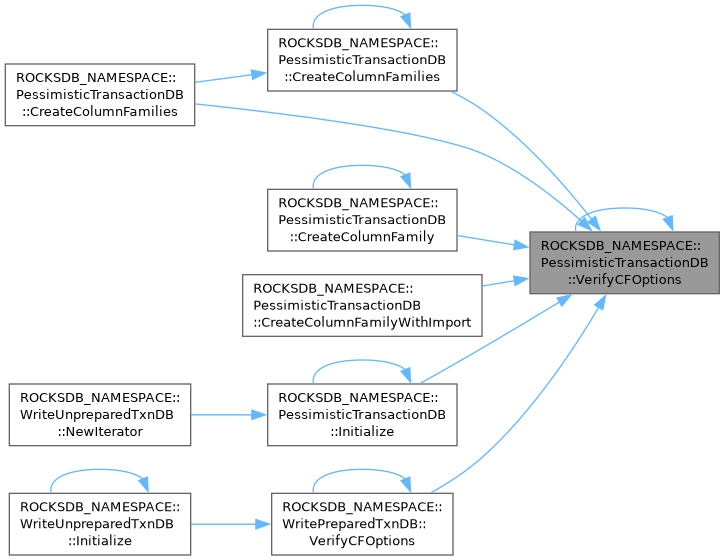 ROCKSDB_NAMESPACE::
PessimisticTransactionDB
::CreateColumnFamilies
ROCKSDB_NAMESPACE::
PessimisticTransactionDB
::CreateColumnFamilies
ROCKSDB_NAMESPACE::
PessimisticTransactionDB
::CreateColumnFamily
ROCKSDB_NAMESPACE::
PessimisticTransactionDB
::VerifyCFOptions
ROCKSDB_NAMESPACE::
PessimisticTransactionDB
::CreateColumnFamilyWithImport
ROCKSDB_NAMESPACE::
WriteUnpreparedTxnDB
::NewIterator
ROCKSDB_NAMESPACE::
PessimisticTransactionDB
::Initialize
ROCKSDB_NAMESPACE::
WriteUnpreparedTxnDB
::Initialize
ROCKSDB_NAMESPACE::
WritePreparedTxnDB::
VerifyCFOptions